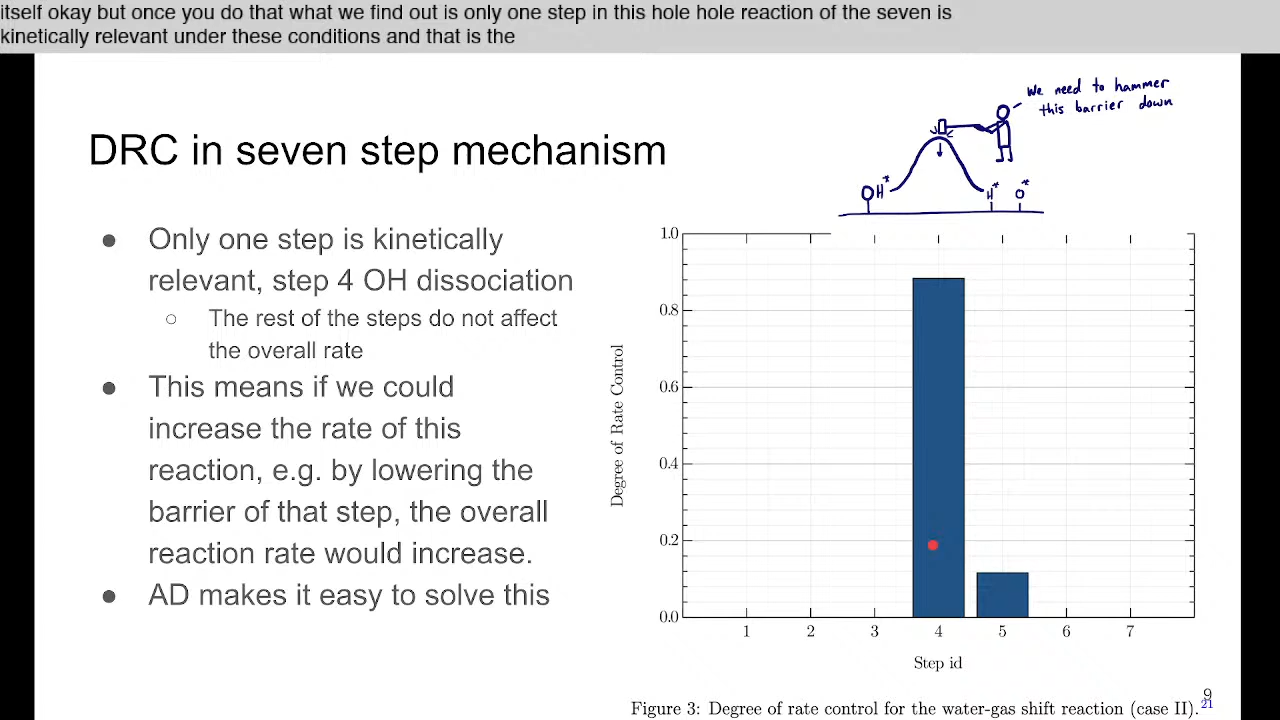 itself okay but once you do that what we find out is only one step in this hole hole reaction of the seven is
kinetically relevant under these conditions and that is the
We need to hammer
this barrier down
DRC in seven step mechanism
OH* H* O*
● Only one step is kinetically
relevant, step 4 OH dissociation
○ The rest of the steps do not affect
the overall rate
● This means if we could
increase the rate of this
reaction, e.g. by lowering the
barrier of that step, the overall
reaction rate would increase.
● AD makes it easy to solve this
Degree of Rate Control
1.0
0.8
0.6
0.4
0.2
0.0
1 2 3 4 5 6 7
Step id
Figure 3: Degree of rate control for the water-gas shift reaction (case II).
9
21